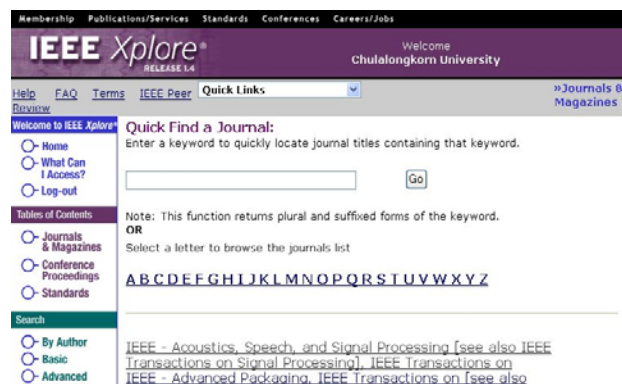 Membership Publications/Services Standards Conferences Careers/Jobs
IEEE Xplore®
RELEASE 1.4
Welcome
Chulalongkorn University
Help FAQ Terms IEEE Peer Review
Quick Links
»Journals &
Magazines
Welcome to IEEE Xplore®
Home
What Can
I Access?
Log-out
Tables of Contents
Journals
& Magazines
Conference
Proceedings
Standards
Search
By Author
Basic
Advanced
Quick Find a Journal:
Enter a keyword to quickly locate journal titles containing that keyword.
Go
Note: This function returns plural and suffixed forms of the keyword.
OR
Select a letter to browse the journals list
A B C D E F G H I J K L M N O P Q R S T U V W X Y Z
IEEE - Acoustics, Speech, and Signal Processing [see also IEEE
Transactions on Signal Processing], IEEE Transactions on
IEEE - Advanced Packaging, IEEE Transactions on [see also